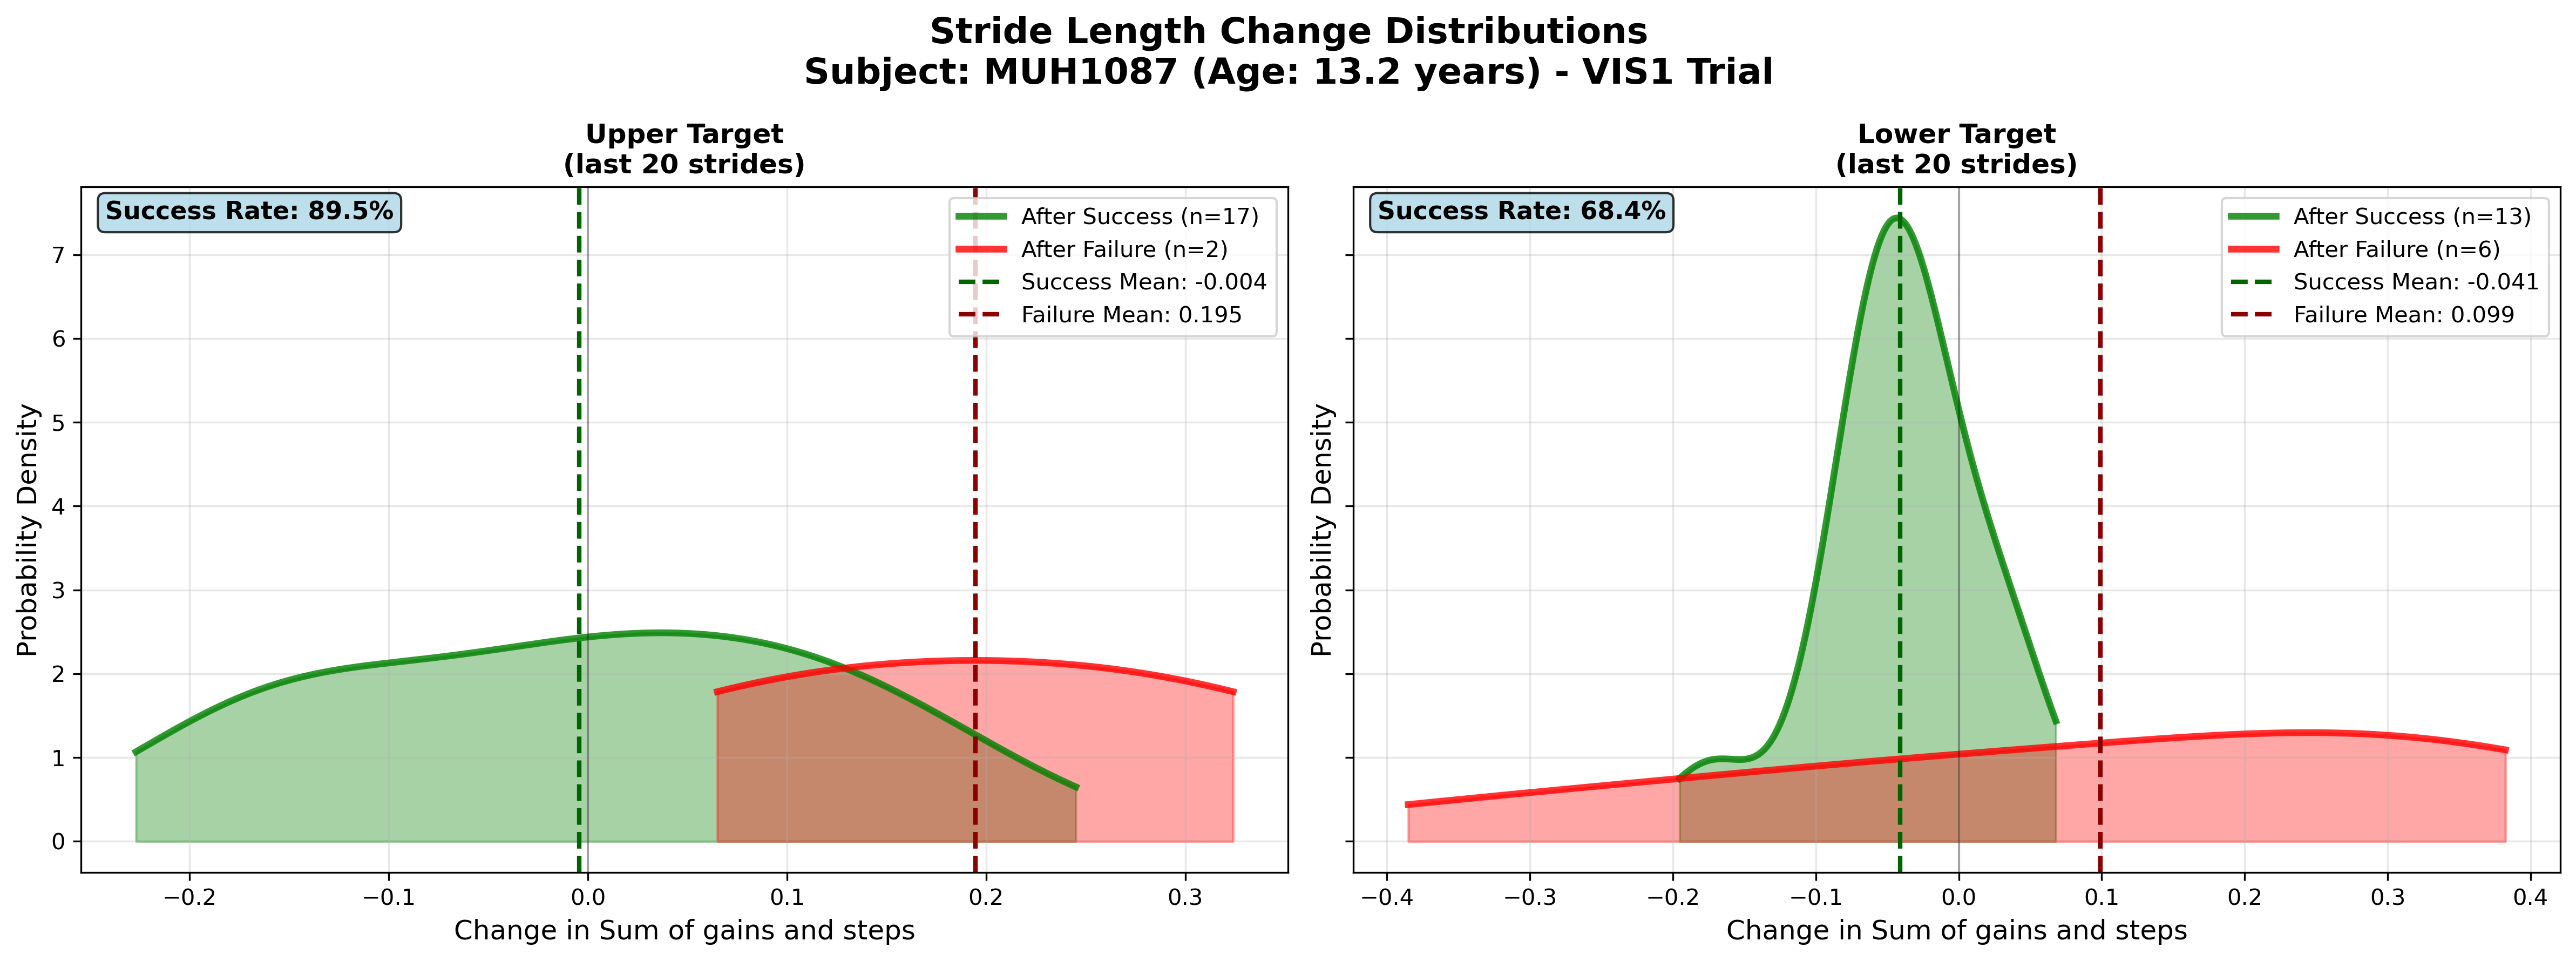 Stride Length Change Distributions
Subject: MUH1087 (Age: 13.2 years) - VIS1 Trial
Upper Target
(last 20 strides)
Success Rate: 89.5%
After Success (n=17)
After Failure (n=2)
Success Mean: -0.004
Failure Mean: 0.195
Probability Density
7
6
5
4
3
2
1
0
−0.2
−0.1
0.0
0.1
0.2
0.3
Change in Sum of gains and steps
Lower Target
(last 20 strides)
Success Rate: 68.4%
After Success (n=13)
After Failure (n=6)
Success Mean: -0.041
Failure Mean: 0.099
Probability Density
−0.4
−0.3
−0.2
−0.1
0.0
0.1
0.2
0.3
0.4
Change in Sum of gains and steps